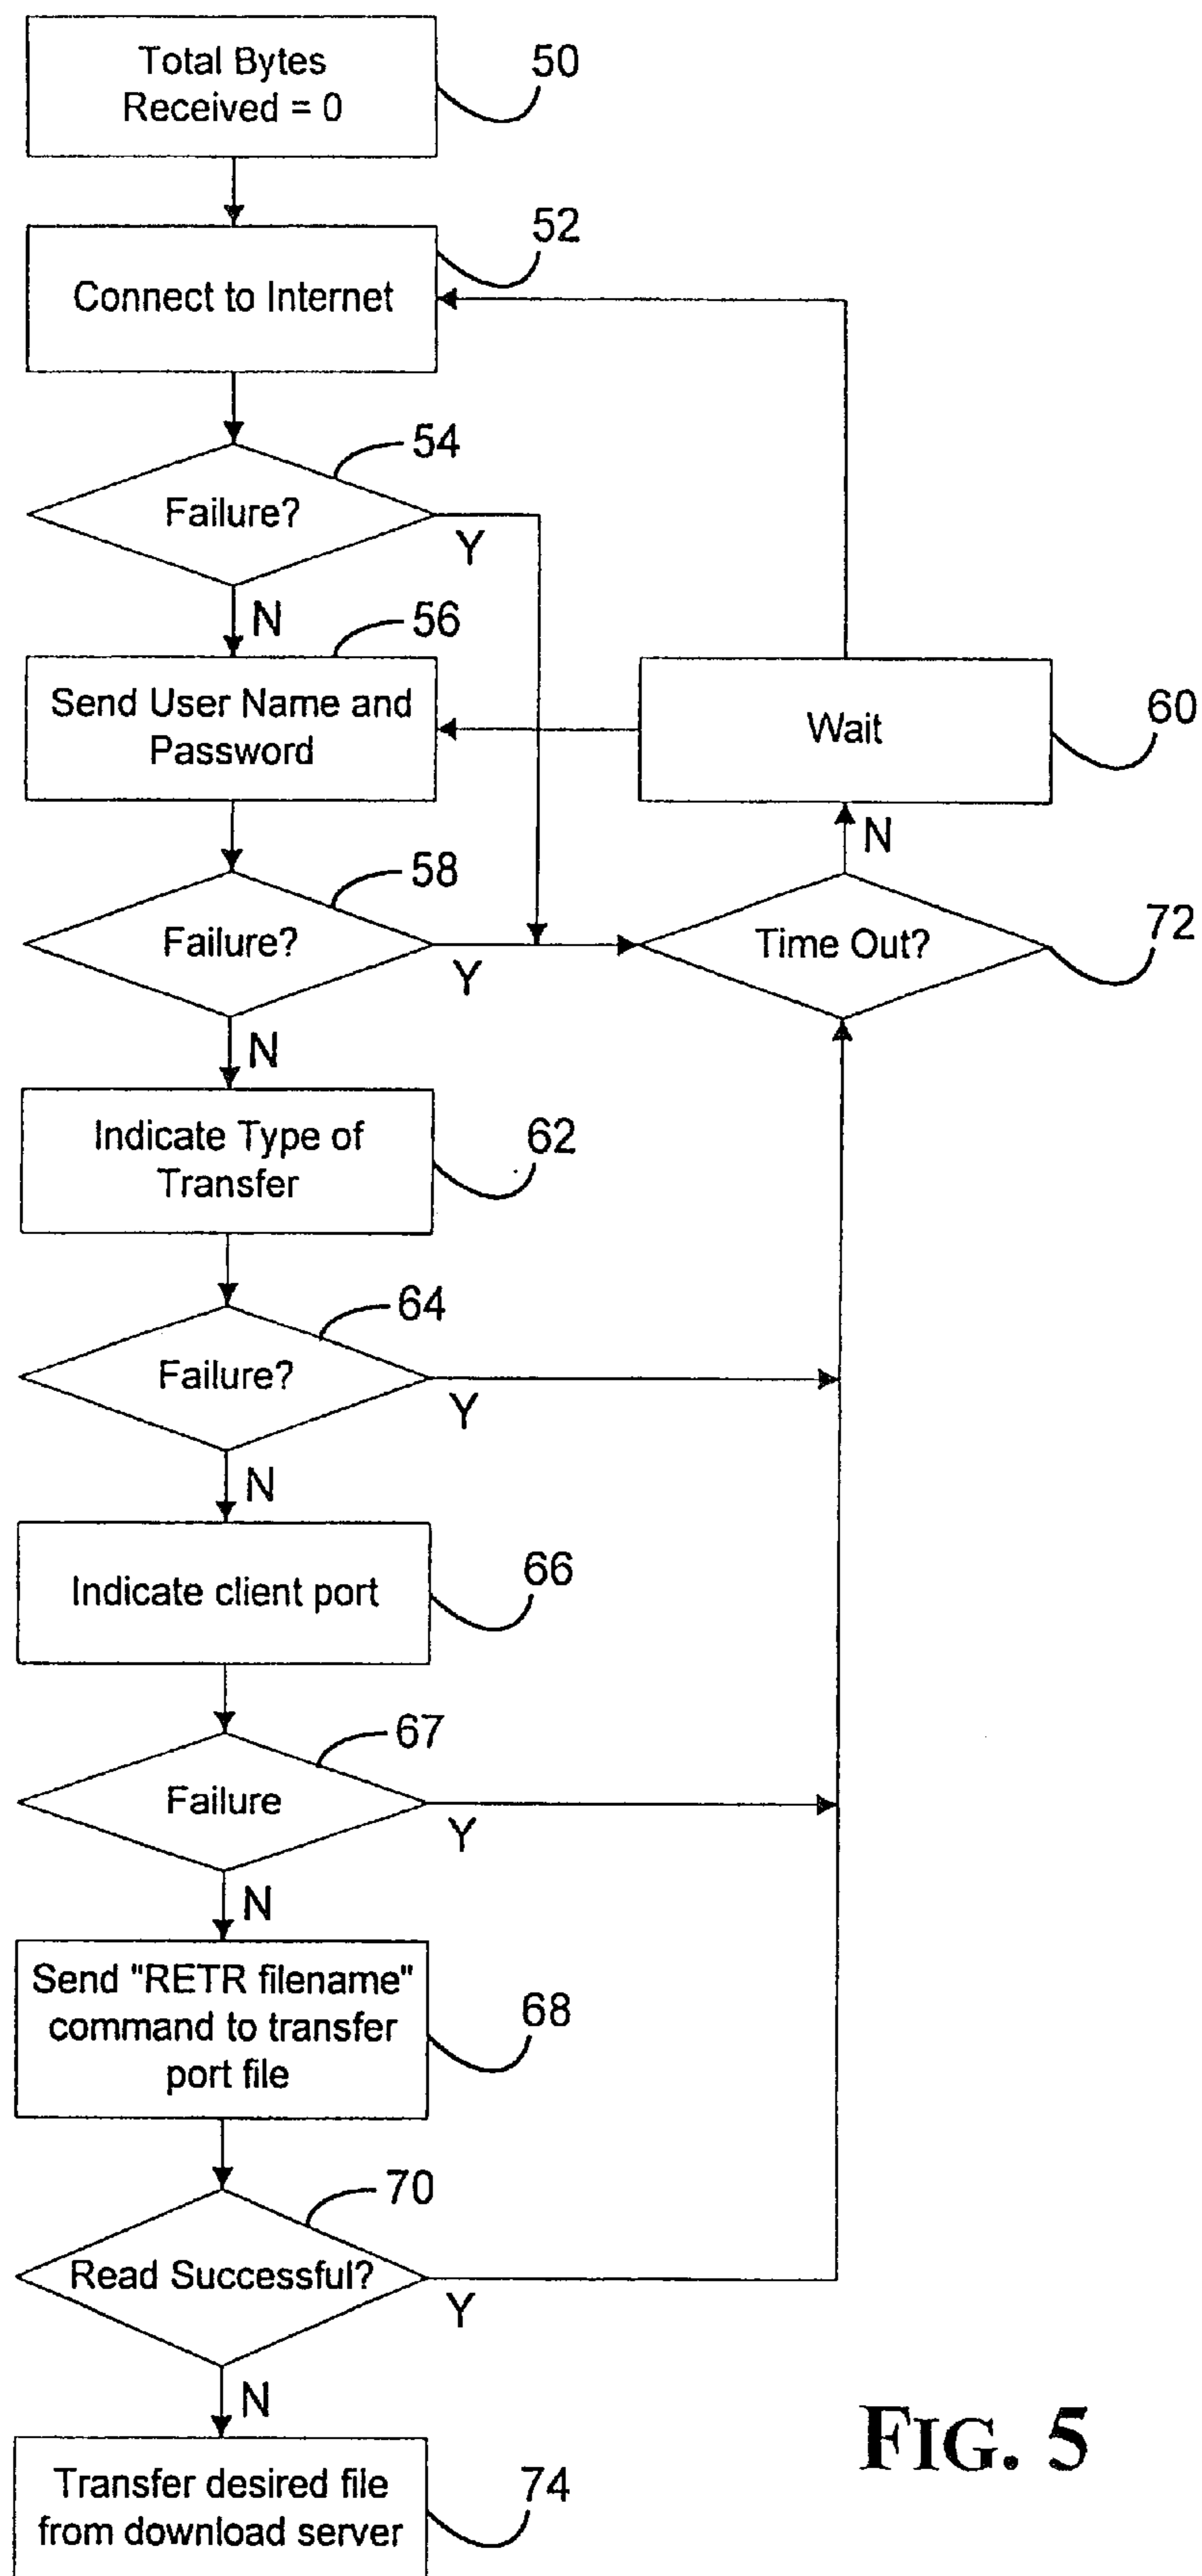 Total Bytes
Received = 0
50
52
Connect to Internet
54
Failure?
Y
N
56
Send User Name and
Password
Wait
60
N
58
Failure?
Y
Time Out?
72
N
Indicate Type of
Transfer
62
64
Failure?
Y
N
Indicate client port
66
67
Failure
Y
N
Send "RETR filename"
command to transfer
port file
68
70
Read Successful?
Y
N
Transfer desired file
from download server
74
FIG. 5